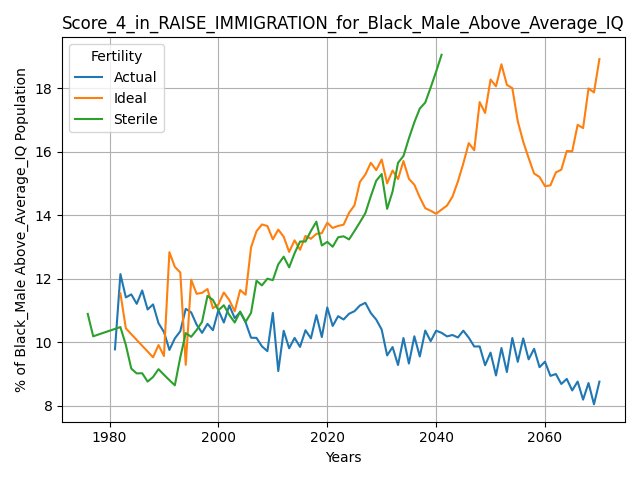 Score_4_in_RAISE_IMMIGRATION_for_Black_Male_Above_Average_IQ
% of Black_Male Above_Average_IQ Population
18
16
14
12
10
8
Fertility
Actual
Ideal
Sterile
1980
2000
2020
2040
2060
Years